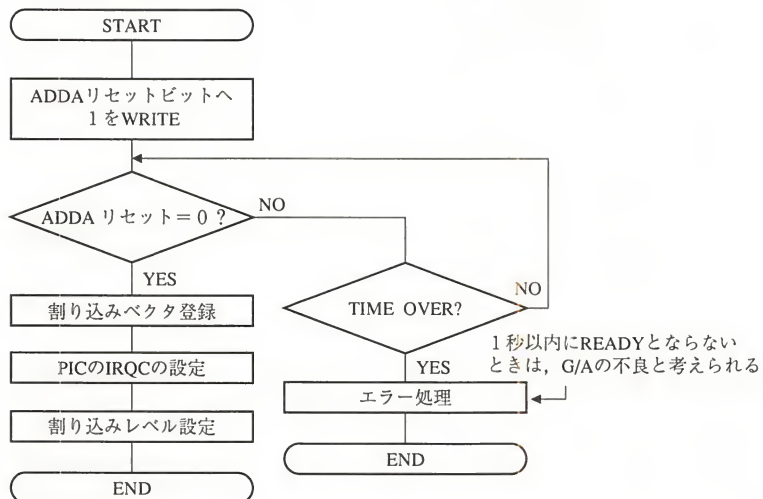 START
ADDAリセットビットへ
1をWRITE
ADDA リセット=0 ?
NO
YES
割り込みベクタ登録
PICのIRQCの設定
割り込みレベル設定
END
TIME OVER?
NO
YES
エラー処理
END
1秒以内にREADYとならない
ときは,G/Aの不良と考えられる